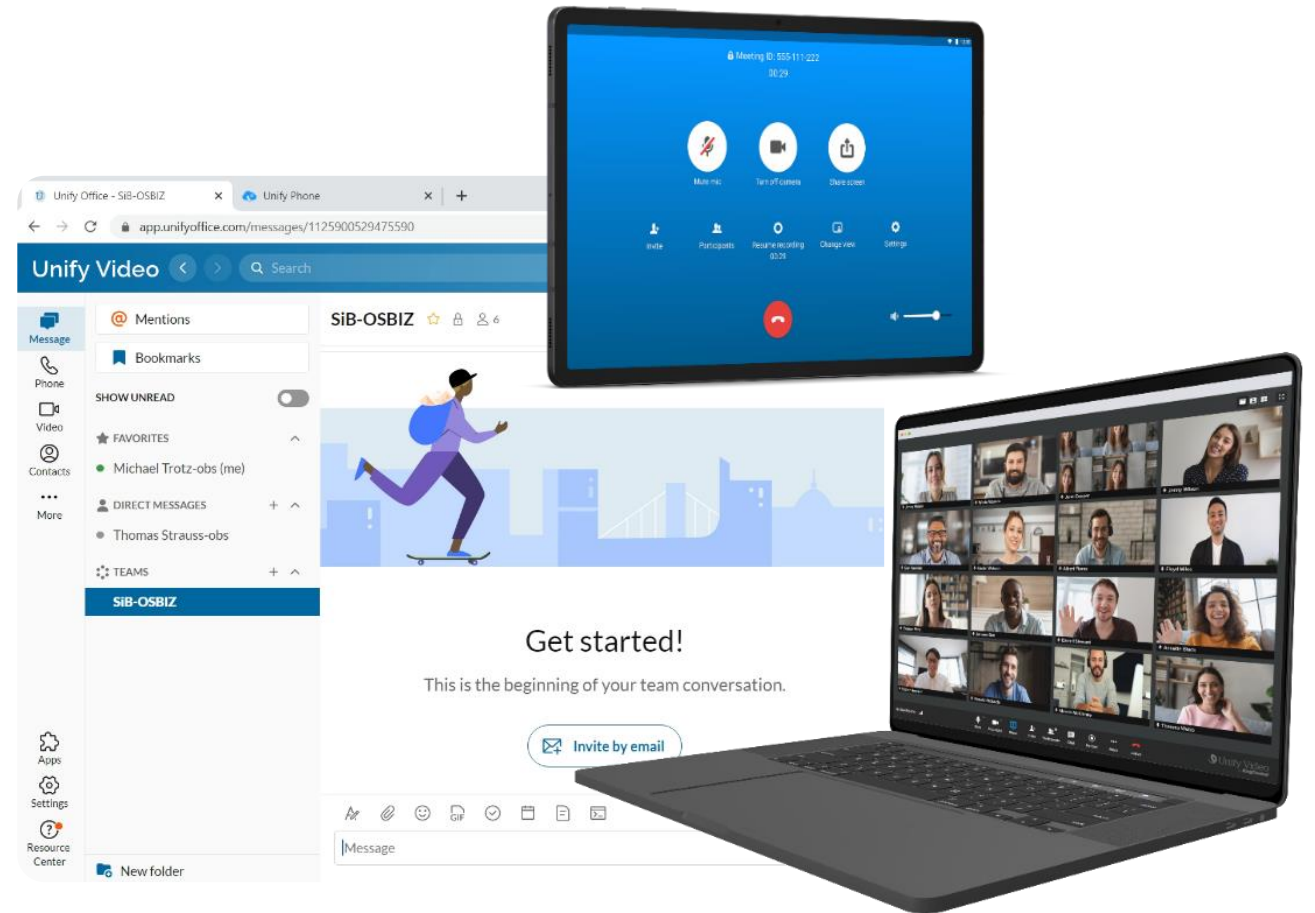 Meeting ID: 555-111-222
00:29
Mute mic
Turn off camera
Share screen
Invite
Participants
Resume recording
00:29
Change view
Settings
Unify Office - SiB-OSBIZ
Unify Phone
app.unifyoffice.com/messages/1125900529475590
Unify Video
Search
Message
Phone
Video
Contacts
More
Apps
Settings
Resource
Center
@ Mentions
Bookmarks
SHOW UNREAD
FAVORITES
Michael Trotz-obs (me)
DIRECT MESSAGES
Thomas Strauss-obs
TEAMS
SiB-OSBIZ
New folder
SiB-OSBIZ
6
Get started!
This is the beginning of your team conversation.
Invite by email
GIF
Message
Unify Video